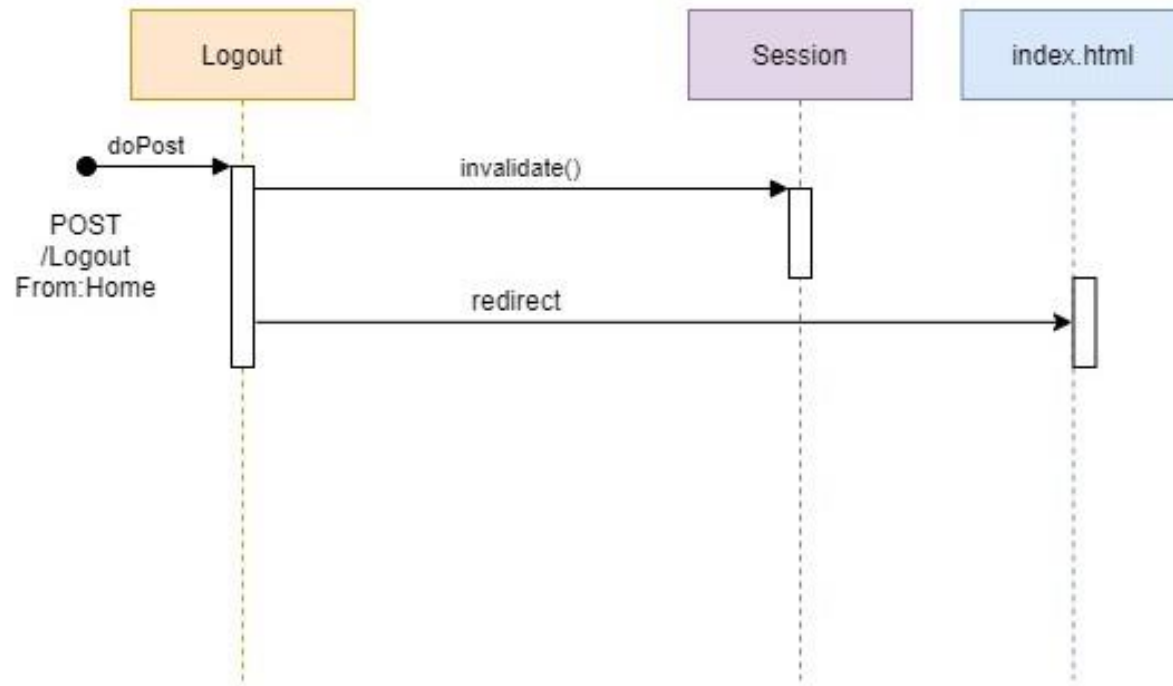 Logout
Session
index.html
doPost
invalidate()
POST
/Logout
From:Home
redirect